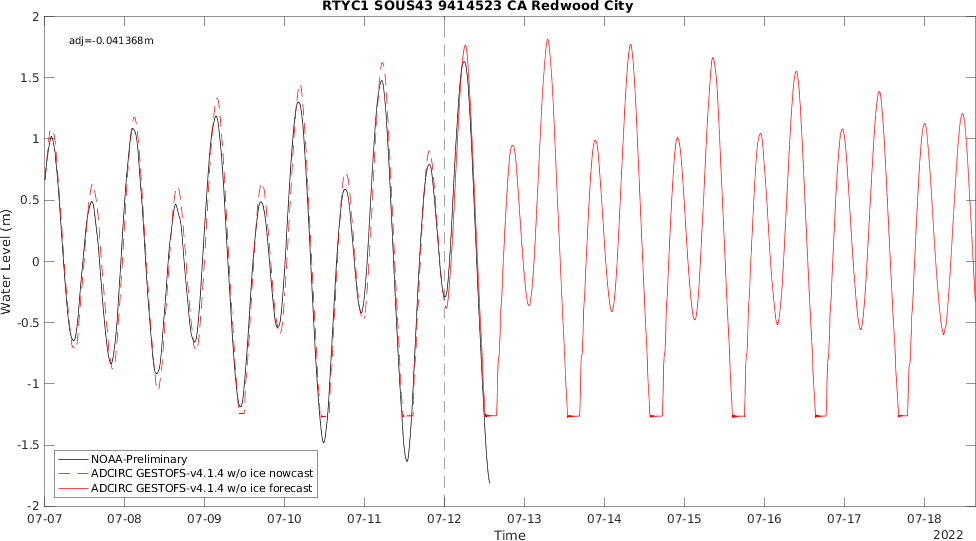 RTYC1 SOUS43 9414523 CA Redwood City
adj=-0.041368m
2
1.5
1
0.5
0
-0.5
-1
-1.5
-2
Water Level (m)
NOAA-Preliminary
ADCIRC GESTOFS-v4.1.4 w/o ice nowcast
ADCIRC GESTOFS-v4.1.4 w/o ice forecast
07-07 07-08 07-09 07-10 07-11 07-12 07-13 07-14 07-15 07-16 07-17 07-18
Time
2022